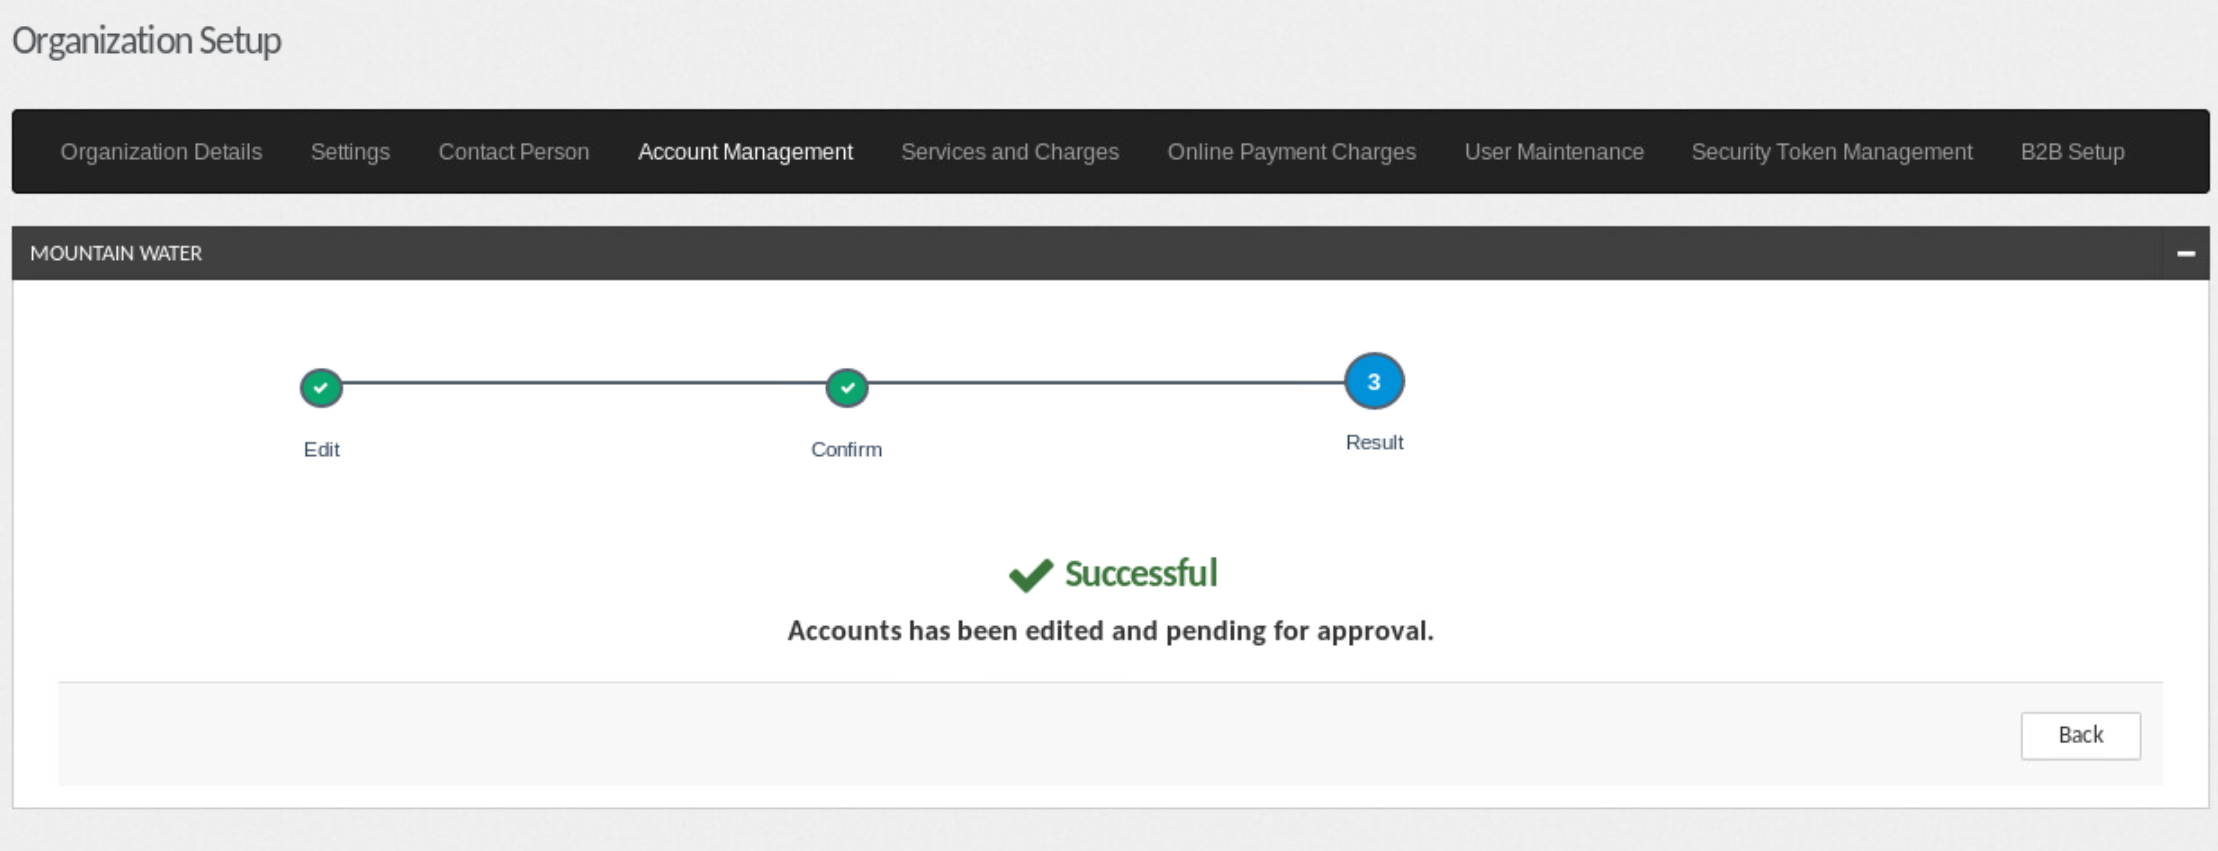 Organization Setup
Organization Details Settings Contact Person Account Management Services and Charges Online Payment Charges User Maintenance Security Token Management B2B Setup
MOUNTAIN WATER
3
Edit Confirm Result
Successful
Accounts has been edited and pending for approval.
Back